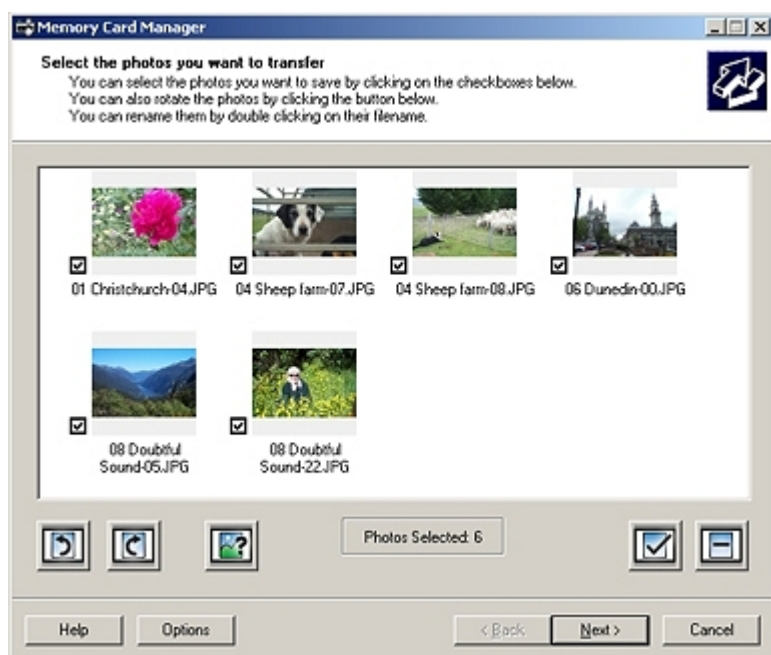 Memory Card Manager
Select the photos you want to transfer
You can select the photos you want to save by clicking on the checkboxes below.
You can also rotate the photos by clicking the button below.
You can rename them by double clicking on their filename.
01 Christchurch-04.JPG 04 Sheep farm-07.JPG 04 Sheep farm-08.JPG 06 Dunedin-00.JPG
08 Doubtful 08 Doubtful
Sound-05.JPG Sound-22.JPG
? Photos Selected: 6
Help Options < Back Next > Cancel